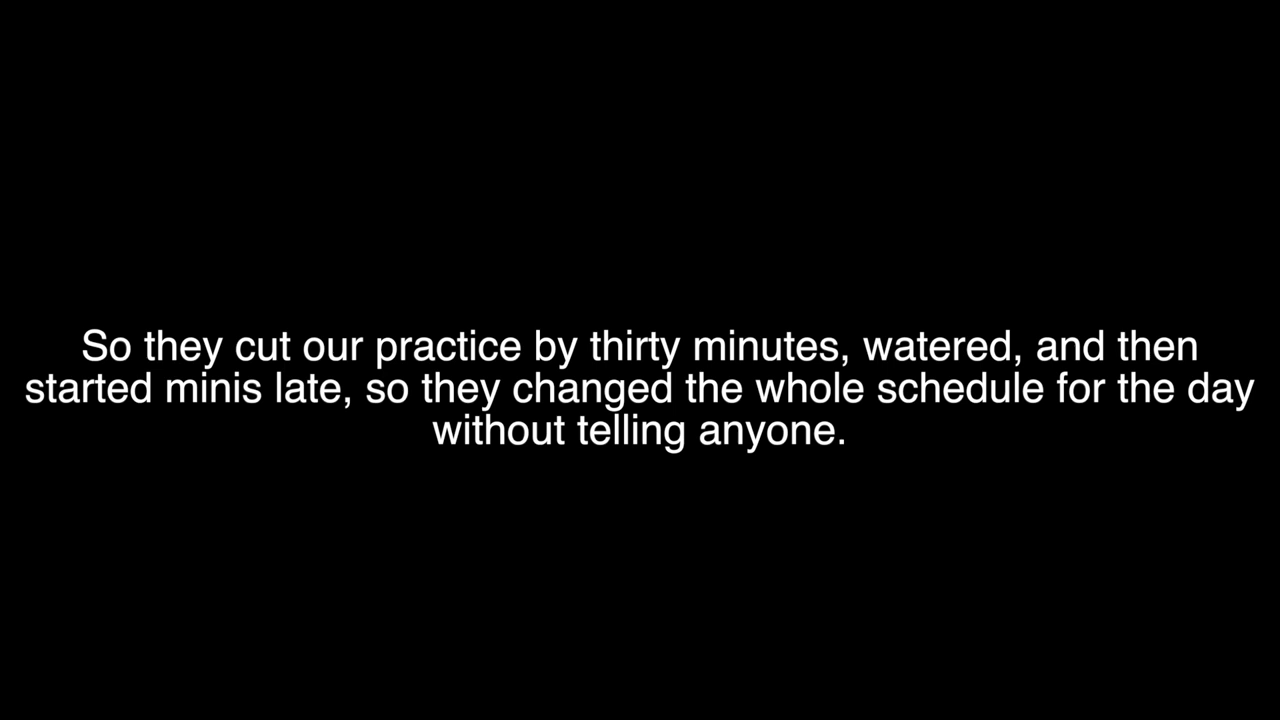 So they cut our practice by thirty minutes, watered, and then
started minis late, so they changed the whole schedule for the day
without telling anyone.